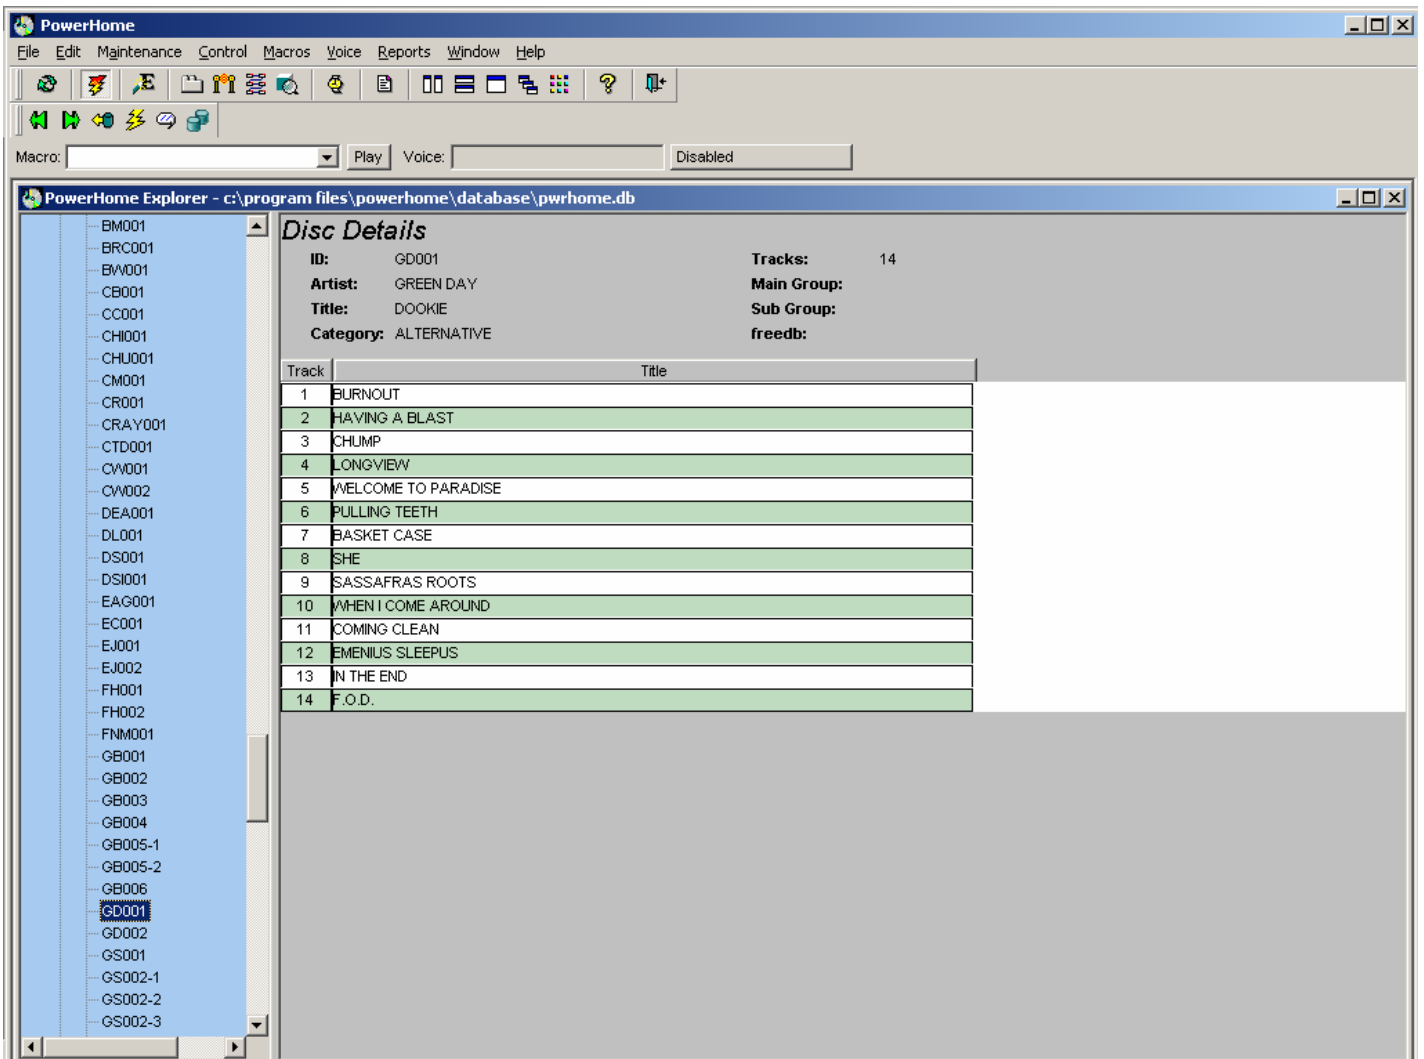 PowerHome
File Edit Maintenance Control Macros Voice Reports Window Help
Macro: Play Voice: Disabled
PowerHome Explorer - c:\program files\powerhome\database\pwrhome.db
BM001
BRC001
BW001
CB001
CC001
CHI001
CHU001
CM001
CR001
CRAY001
CTD001
CW001
CW002
DEA001
DL001
DS001
DSI001
EAG001
EC001
EJ001
EJ002
FH001
FH002
FNM001
GB001
GB002
GB003
GB004
GB005-1
GB005-2
GB006
GD001
GD002
GS001
GS002-1
GS002-2
GS002-3
Disc Details
ID: GD001 Tracks: 14
Artist: GREEN DAY Main Group:
Title: DOOKIE Sub Group:
Category: ALTERNATIVE freedb:
Track Title
1 BURNOUT
2 HAVING A BLAST
3 CHUMP
4 LONGVIEW
5 WELCOME TO PARADISE
6 PULLING TEETH
7 BASKET CASE
8 SHE
9 SASSAFRAS ROOTS
10 WHEN I COME AROUND
11 COMING CLEAN
12 EMENIUS SLEEPUS
13 IN THE END
14 F.O.D.